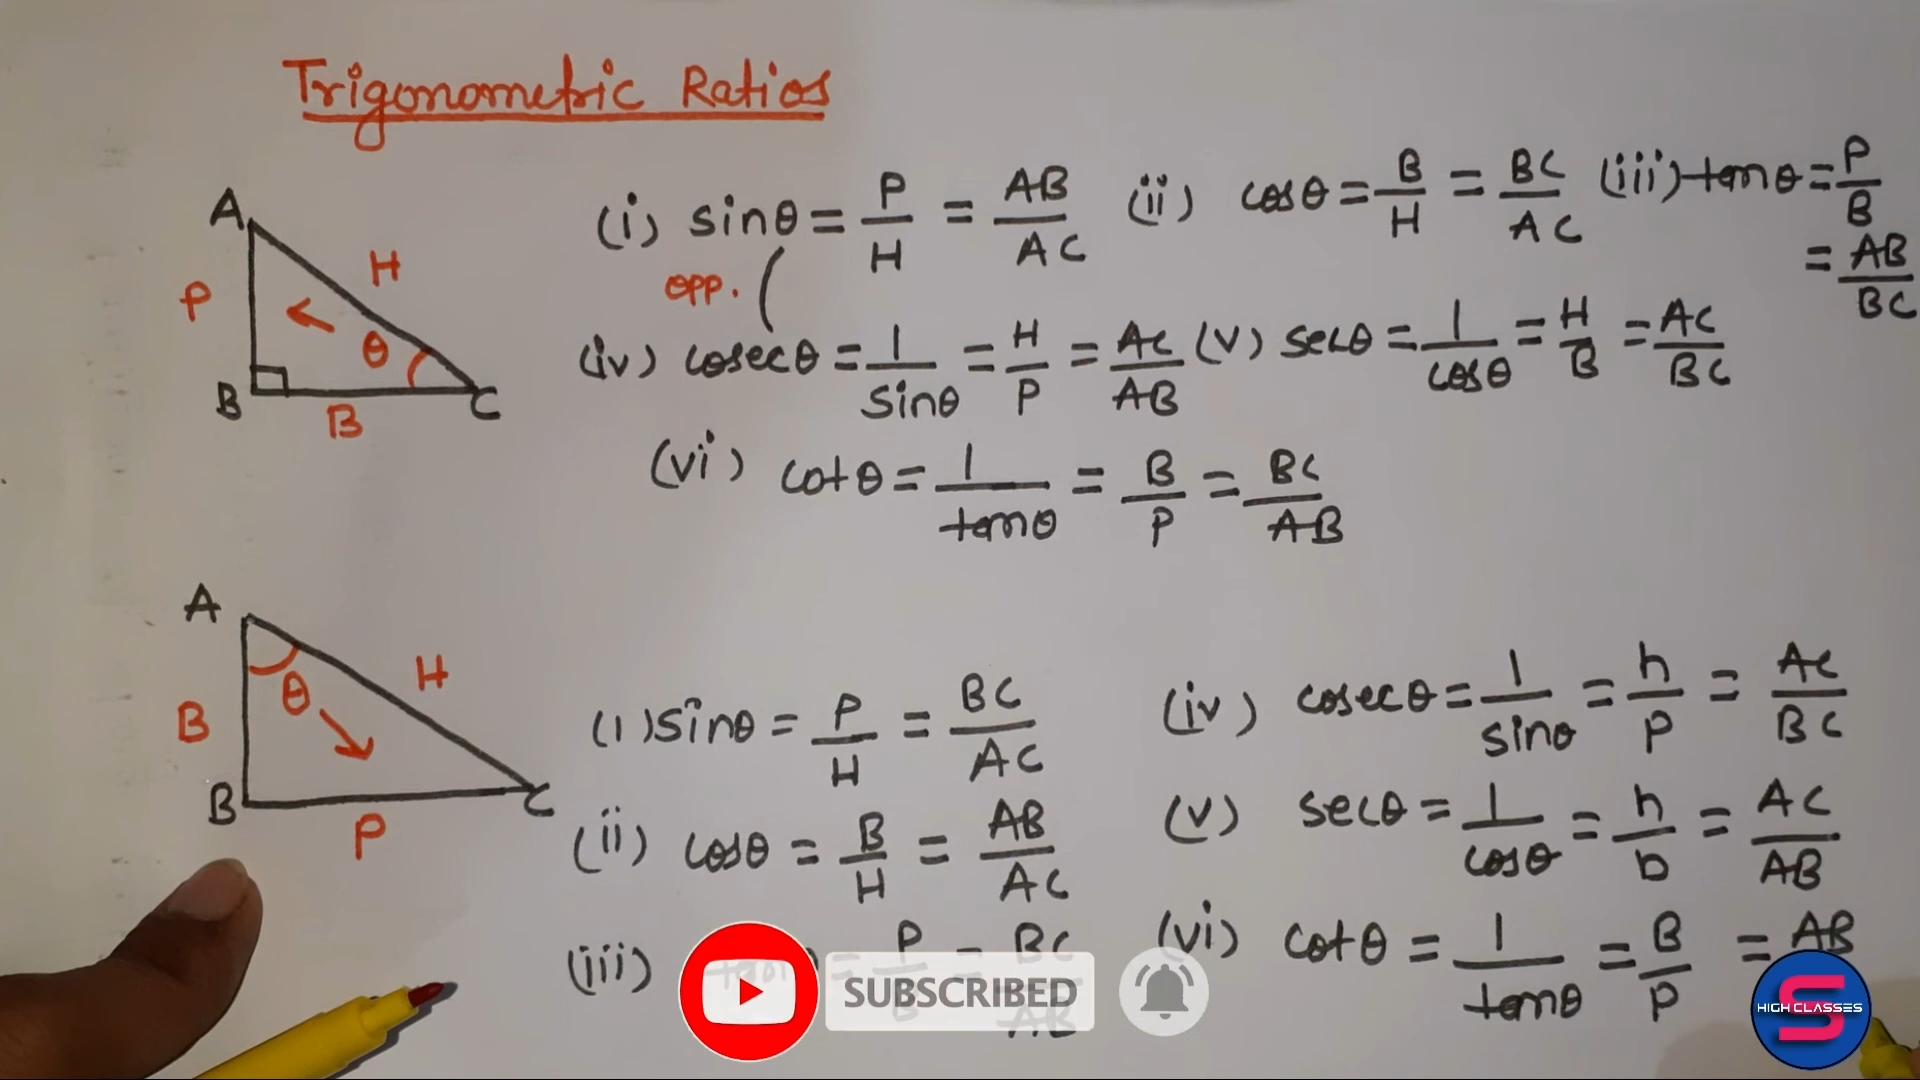 Trigonometric Ratios
A
P
H
θ
B
B
C
(i) sinθ = P/H = AB/AC
(ii) cosθ = B/H = BC/AC
(iii) tanθ = P/B
= AB/BC
opp.
(iv) cosecθ = 1/sinθ = H/P = AC/AB
(v) secθ = 1/cosθ = H/B = AC/BC
(vi) cotθ = 1/tanθ = B/P = BC/AB
A
B
H
θ
B
P
C
(i) sinθ = P/H = BC/AC
(ii) cosθ = B/H = AB/AC
(iii) = P/B = BC/AB
(iv) cosecθ = 1/sinθ = h/p = AC/BC
(v) secθ = 1/cosθ = h/b = AC/AB
(vi) cotθ = 1/tanθ = B/P = AB
SUBSCRIBED
S
HIGH CLASSES